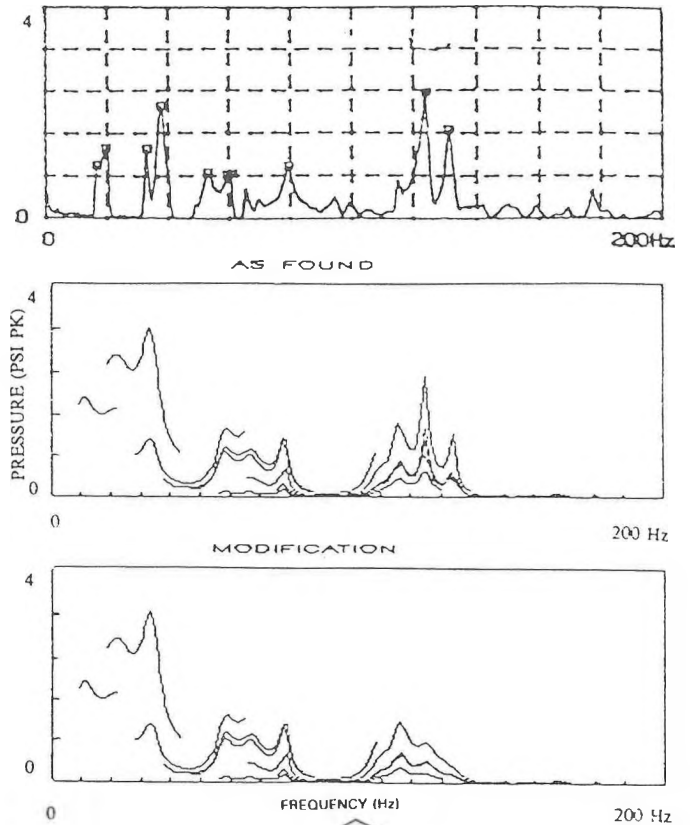 4
0
0 200Hz
AS FOUND
4
PRESSURE (PSI PK)
0
0 200 Hz
MODIFICATION
4
0
FREQUENCY (Hz)
0 200 Hz